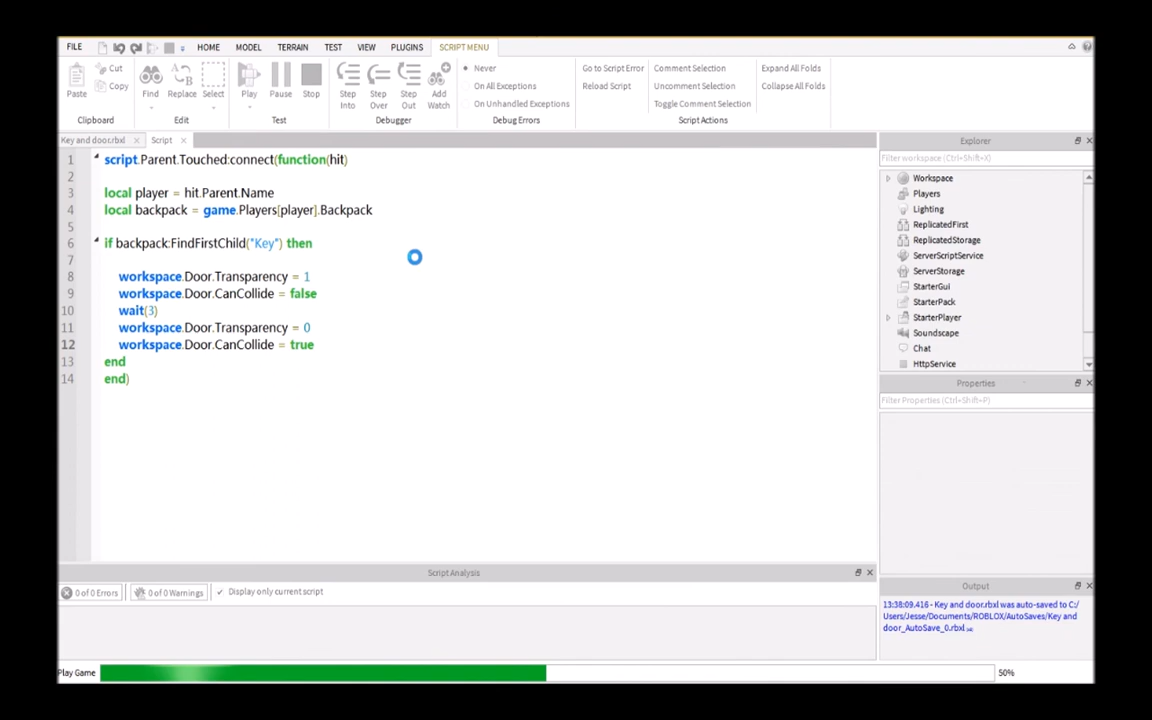 FILE HOME MODEL TERRAIN TEST VIEW PLUGINS SCRIPT MENU
Paste
Cut
Copy
Clipboard
Find Replace Select
Edit
Play Pause Stop
Test
Step Into
Step Over
Step Out
Add Watch
Debugger
Never
On All Exceptions
On Unhandled Exceptions
Debug Errors
Go to Script Error
Reload Script
Comment Selection
Uncomment Selection
Toggle Comment Selection
Expand All Folds
Collapse All Folds
Script Actions
Key and door.rbxl Script
1 script.Parent.Touched:connect(function(hit)
2
3 local player = hit.Parent.Name
4 local backpack = game.Players[player].Backpack
5
6 if backpack:FindFirstChild("Key") then
7
8 workspace.Door.Transparency = 1
9 workspace.Door.CanCollide = false
10 wait(3)
11 workspace.Door.Transparency = 0
12 workspace.Door.CanCollide = true
13 end
14 end)
Explorer
Filter workspace (Ctrl+Shift+X)
Workspace
Players
Lighting
ReplicatedFirst
ReplicatedStorage
ServerScriptService
ServerStorage
StarterGui
StarterPack
StarterPlayer
Soundscape
Chat
HttpService
Properties
Filter Properties (Ctrl+Shift+P)
Script Analysis
0 of 0 Errors 0 of 0 Warnings Display only current script
Output
13:38:09.416 - Key and door.rbxl was auto-saved to C:/
Users/Jesse/Documents/ROBLOX/AutoSaves/Key and
door_AutoSave_0.rbxl
Play Game 50%